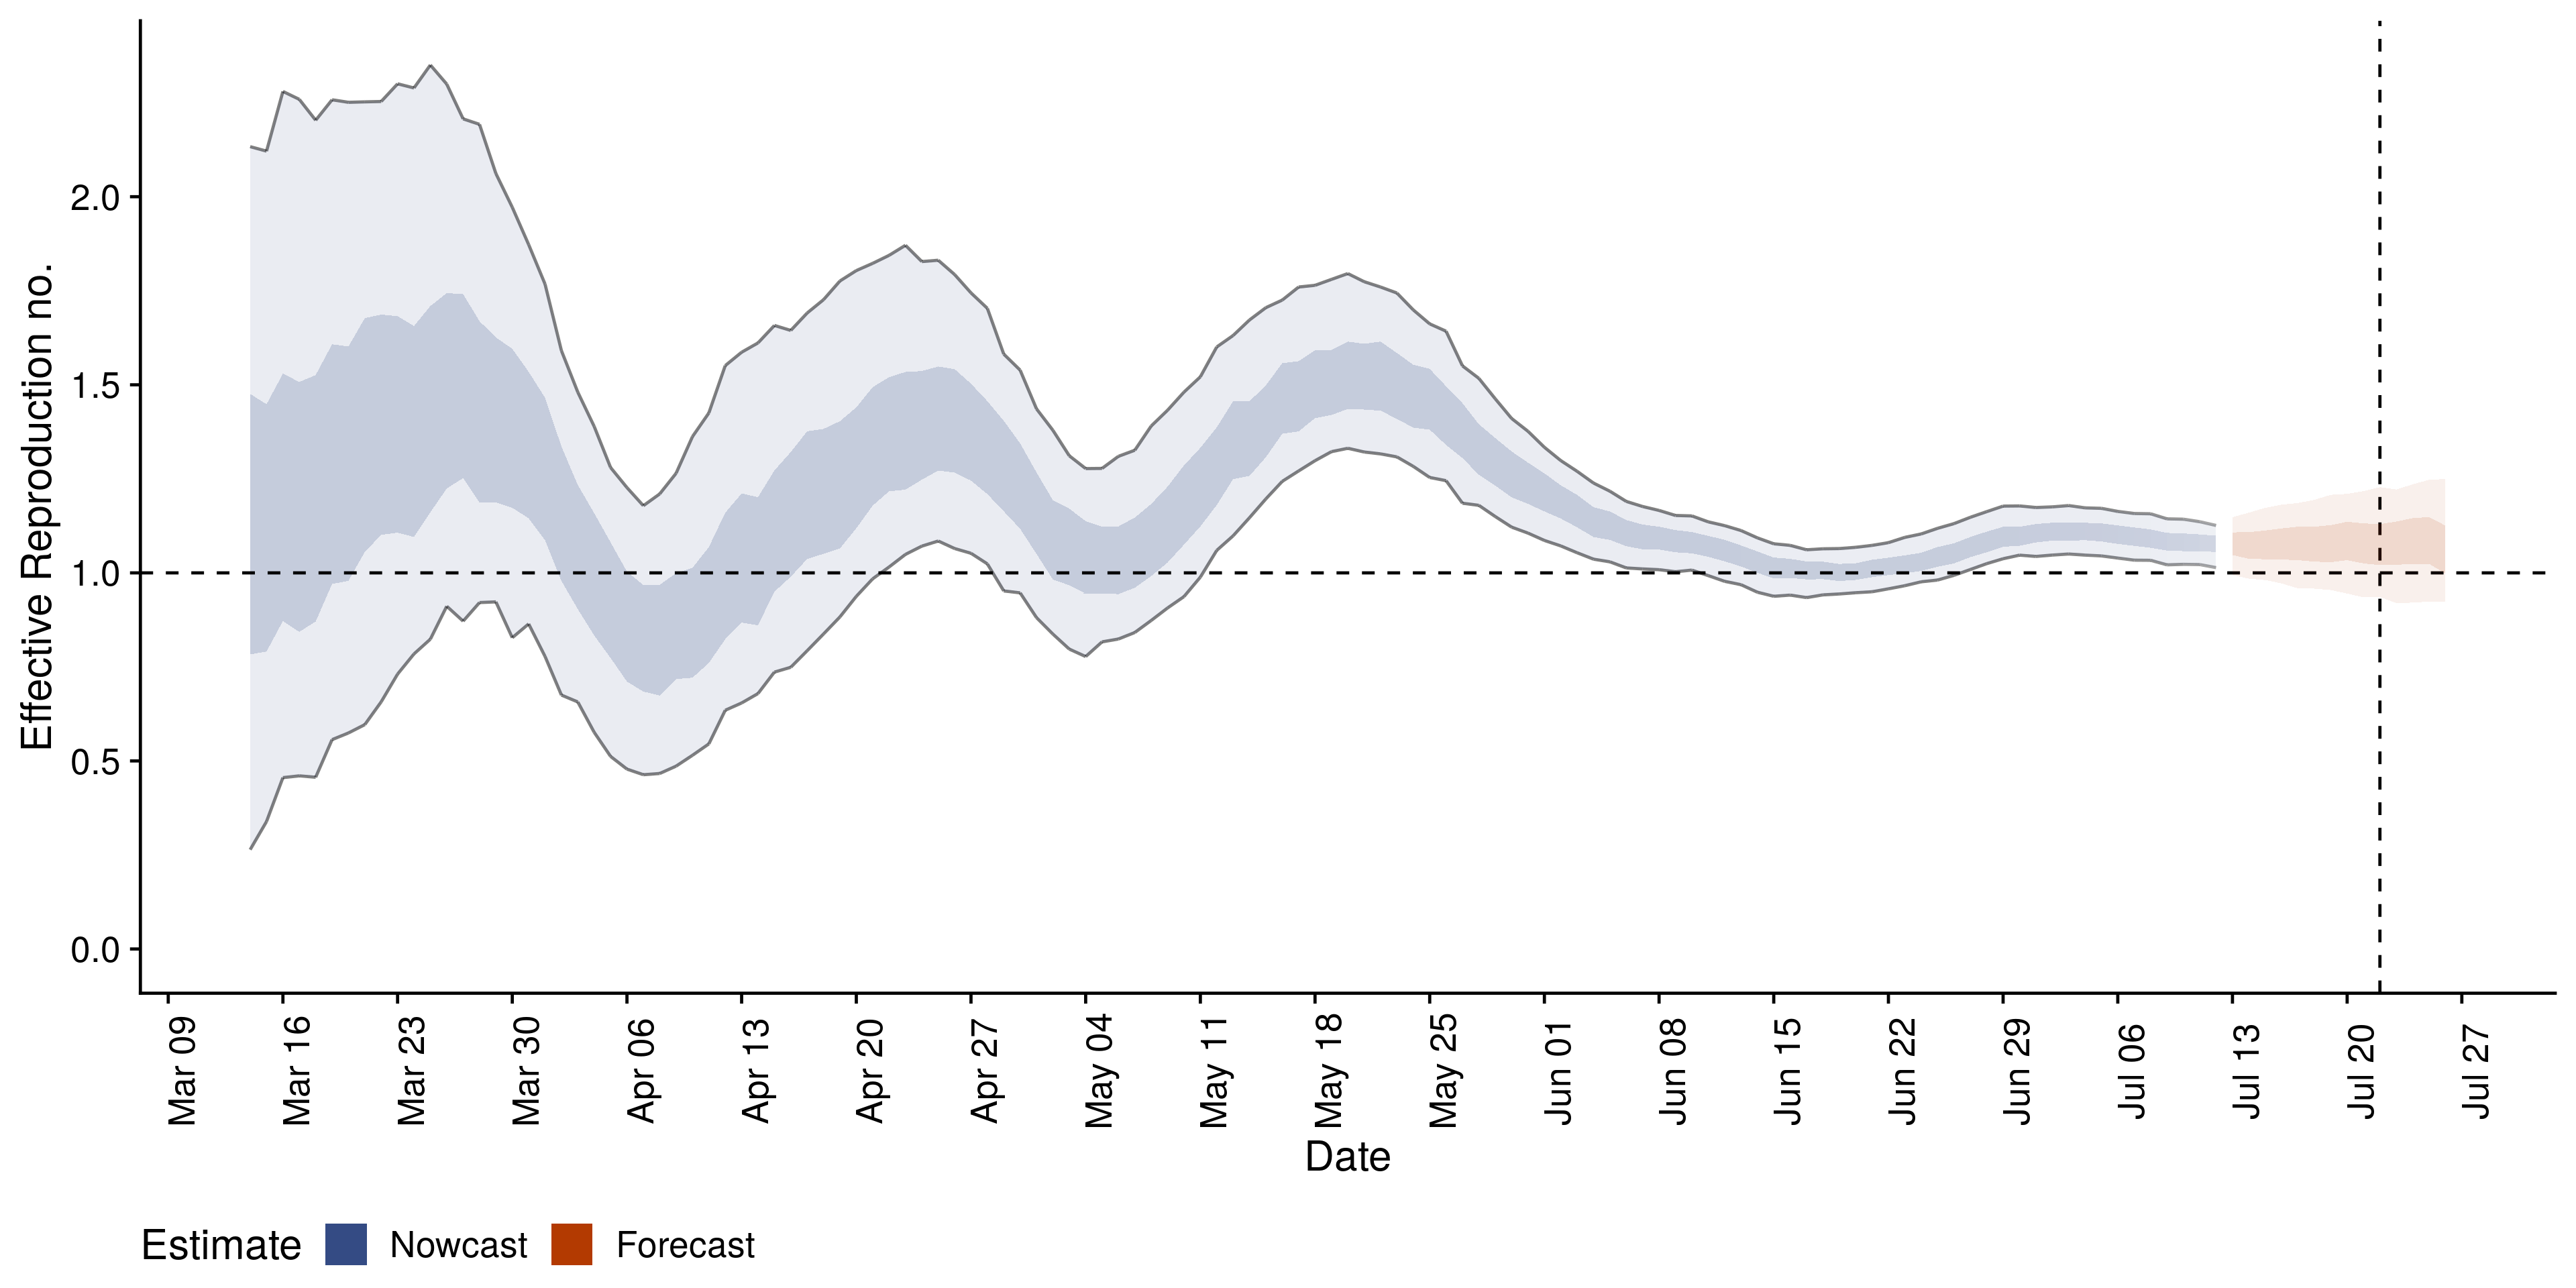 Effective Reproduction no.
2.0
1.5
1.0
0.5
0.0
Mar 09
Mar 16
Mar 23
Mar 30
Apr 06
Apr 13
Apr 20
Apr 27
May 04
May 11
May 18
May 25
Jun 01
Jun 08
Jun 15
Jun 22
Jun 29
Jul 06
Jul 13
Jul 20
Jul 27
Date
Estimate Nowcast Forecast